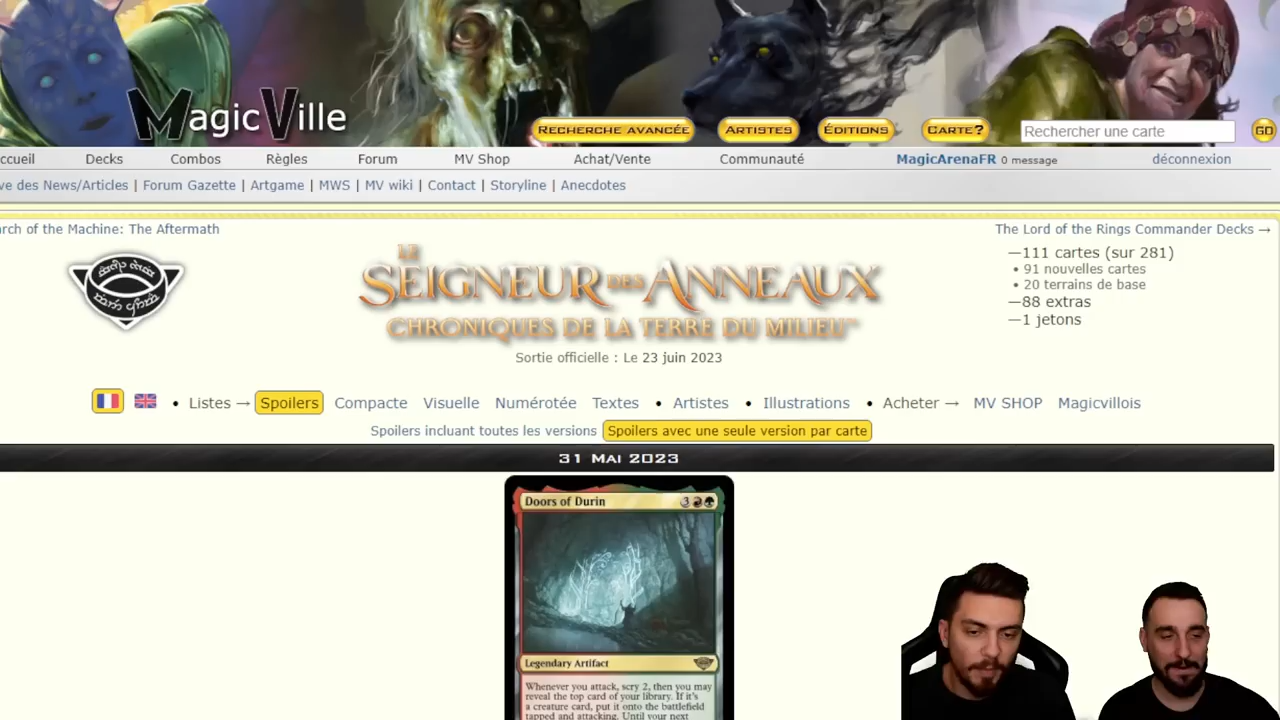 MagicVille
RECHERCHE AVANCÉE
ARTISTES
ÉDITIONS
CARTE?
Rechercher une carte
GO
ccueil
Decks
Combos
Règles
Forum
MV Shop
Achat/Vente
Communauté
MagicArenaFR 0 message
déconnexion
ve des News/Articles | Forum Gazette | Artgame | MWS | MV wiki | Contact | Storyline | Anecdotes
rch of the Machine: The Aftermath
The Lord of the Rings Commander Decks →
LE
SEIGNEUR DES ANNEAUX
CHRONIQUES DE LA TERRE DU MILIEU™
Sortie officielle : Le 23 juin 2023
—111 cartes (sur 281)
• 91 nouvelles cartes
• 20 terrains de base
—88 extras
—1 jetons
• Listes → Spoilers Compacte Visuelle Numérotée Textes • Artistes • Illustrations • Acheter → MV SHOP Magicvillois
Spoilers incluant toutes les versions Spoilers avec une seule version par carte
31 MAI 2023
Doors of Durin 3
Legendary Artifact
Whenever you attack, scry 2, then you may
reveal the top card of your library. If it's
a creature card, put it onto the battlefield
tapped and attacking. Until your next